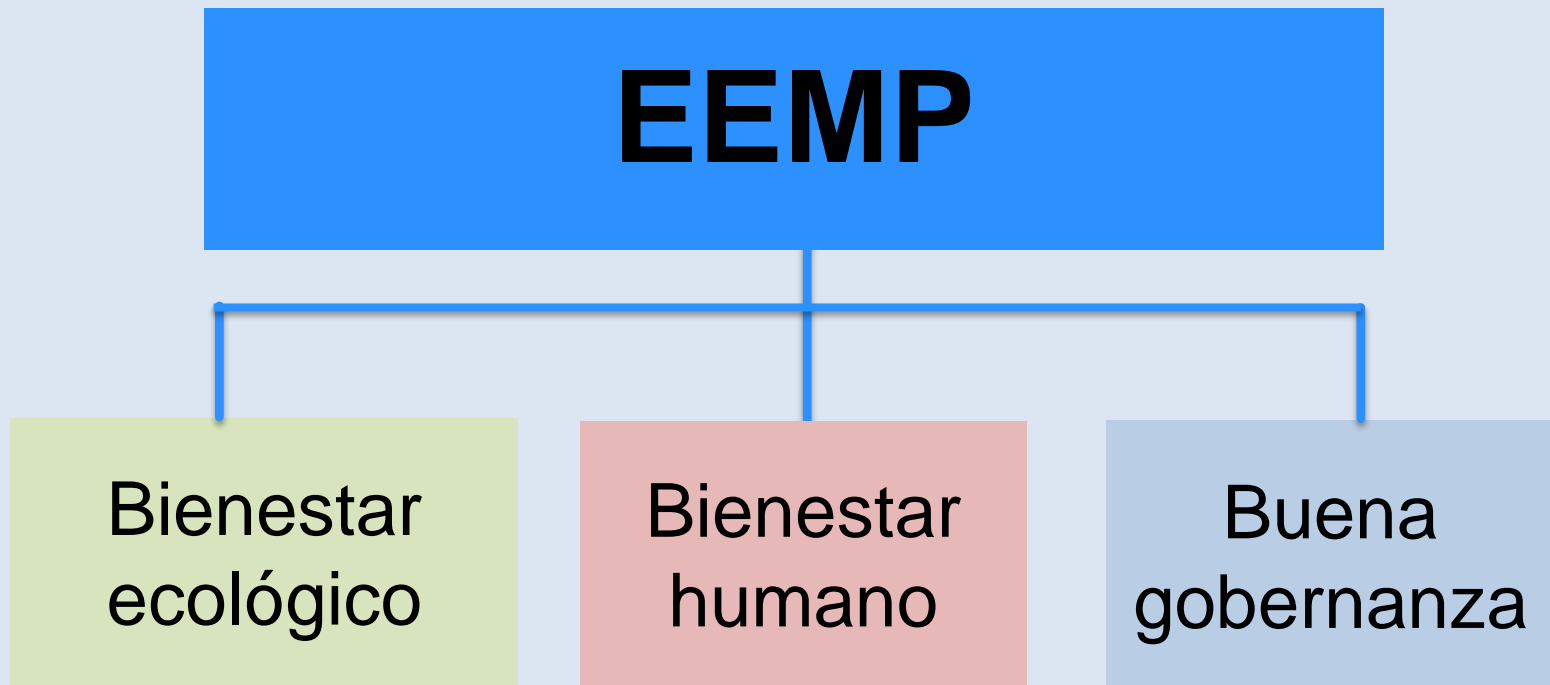 EEMP
Bienestar
ecológico
Bienestar
humano
Buena
gobernanza